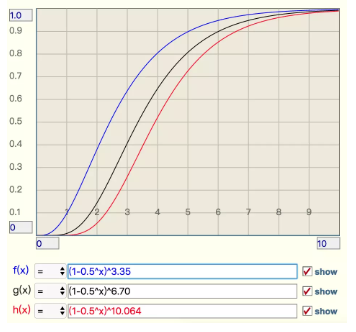 1.0
0.9
0.8
0.7
0.6
0.5
0.4
0.3
0.2
0.1 1 2 3 4 5 6 7 8 9
0
0 10
f(x) = (1-0.5^x)^3.35 show
g(x) = (1-0.5^x)^6.70 show
h(x) = (1-0.5^x)^10.064 show